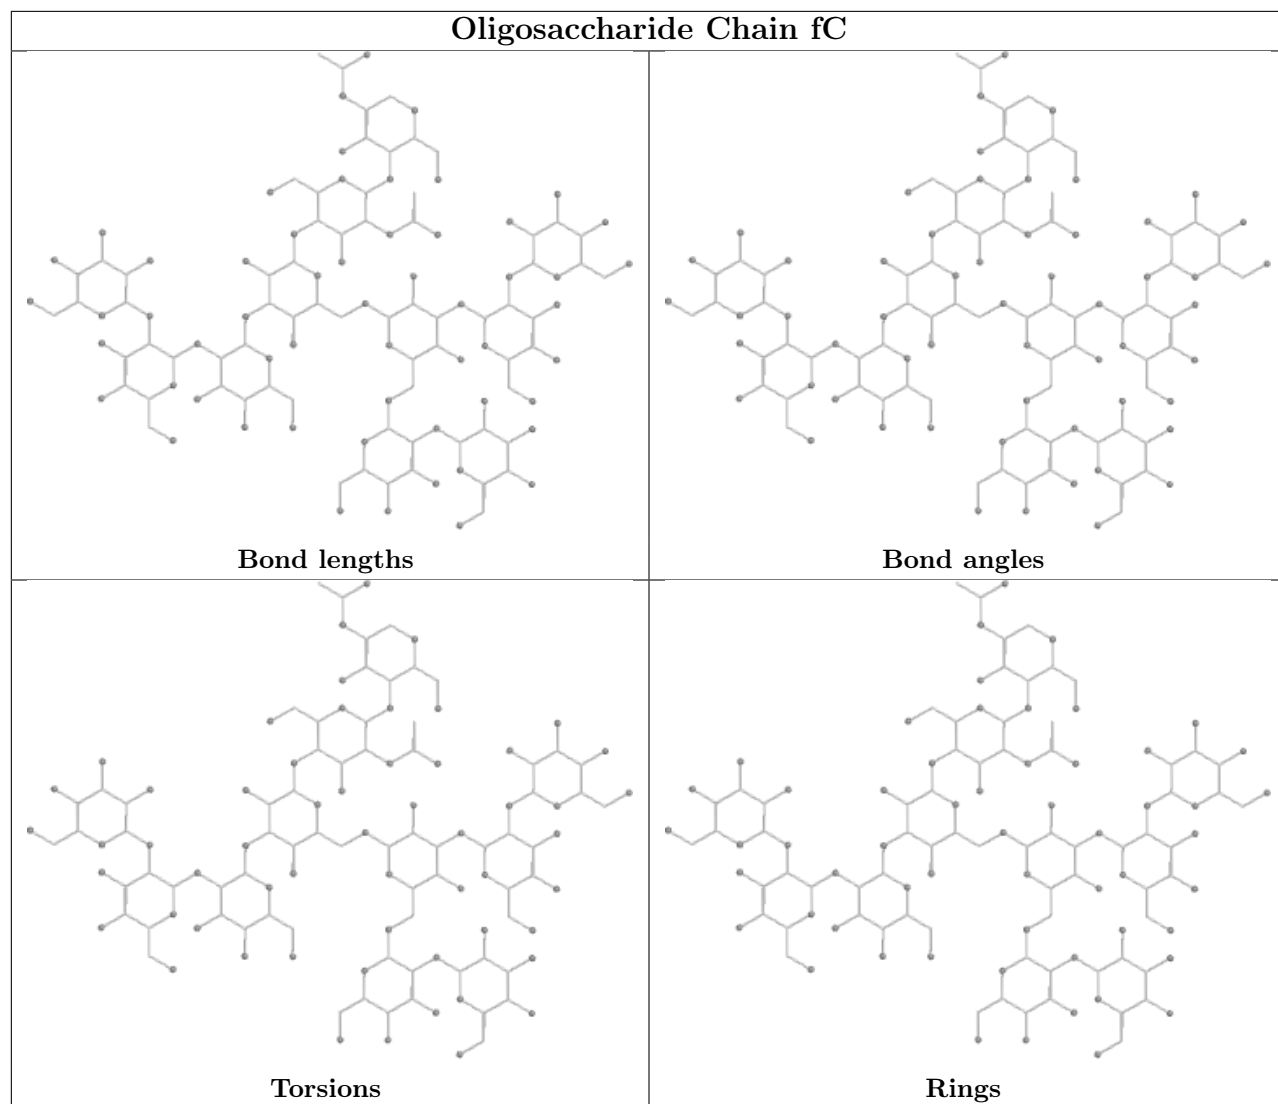 Oligosaccharide Chain fC
Bond lengths
Bond angles
Torsions
Rings